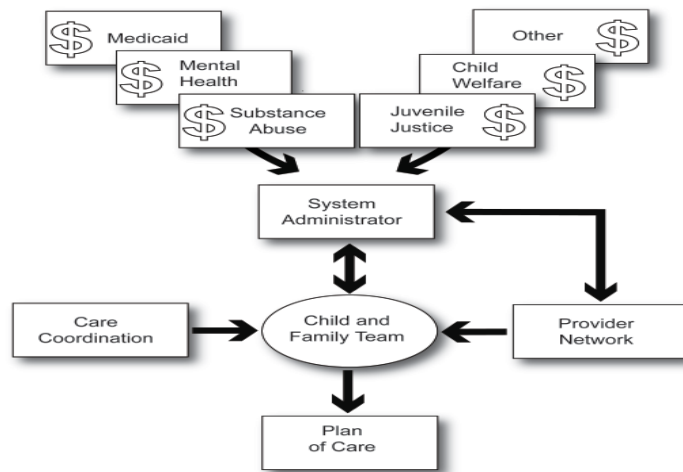 $ Medicaid
$ Mental
Health
$ Substance
Abuse
Other $
Child
Welfare $
Juvenile
Justice $
System
Administrator
Care
Coordination
Child and
Family Team
Provider
Network
Plan
of Care